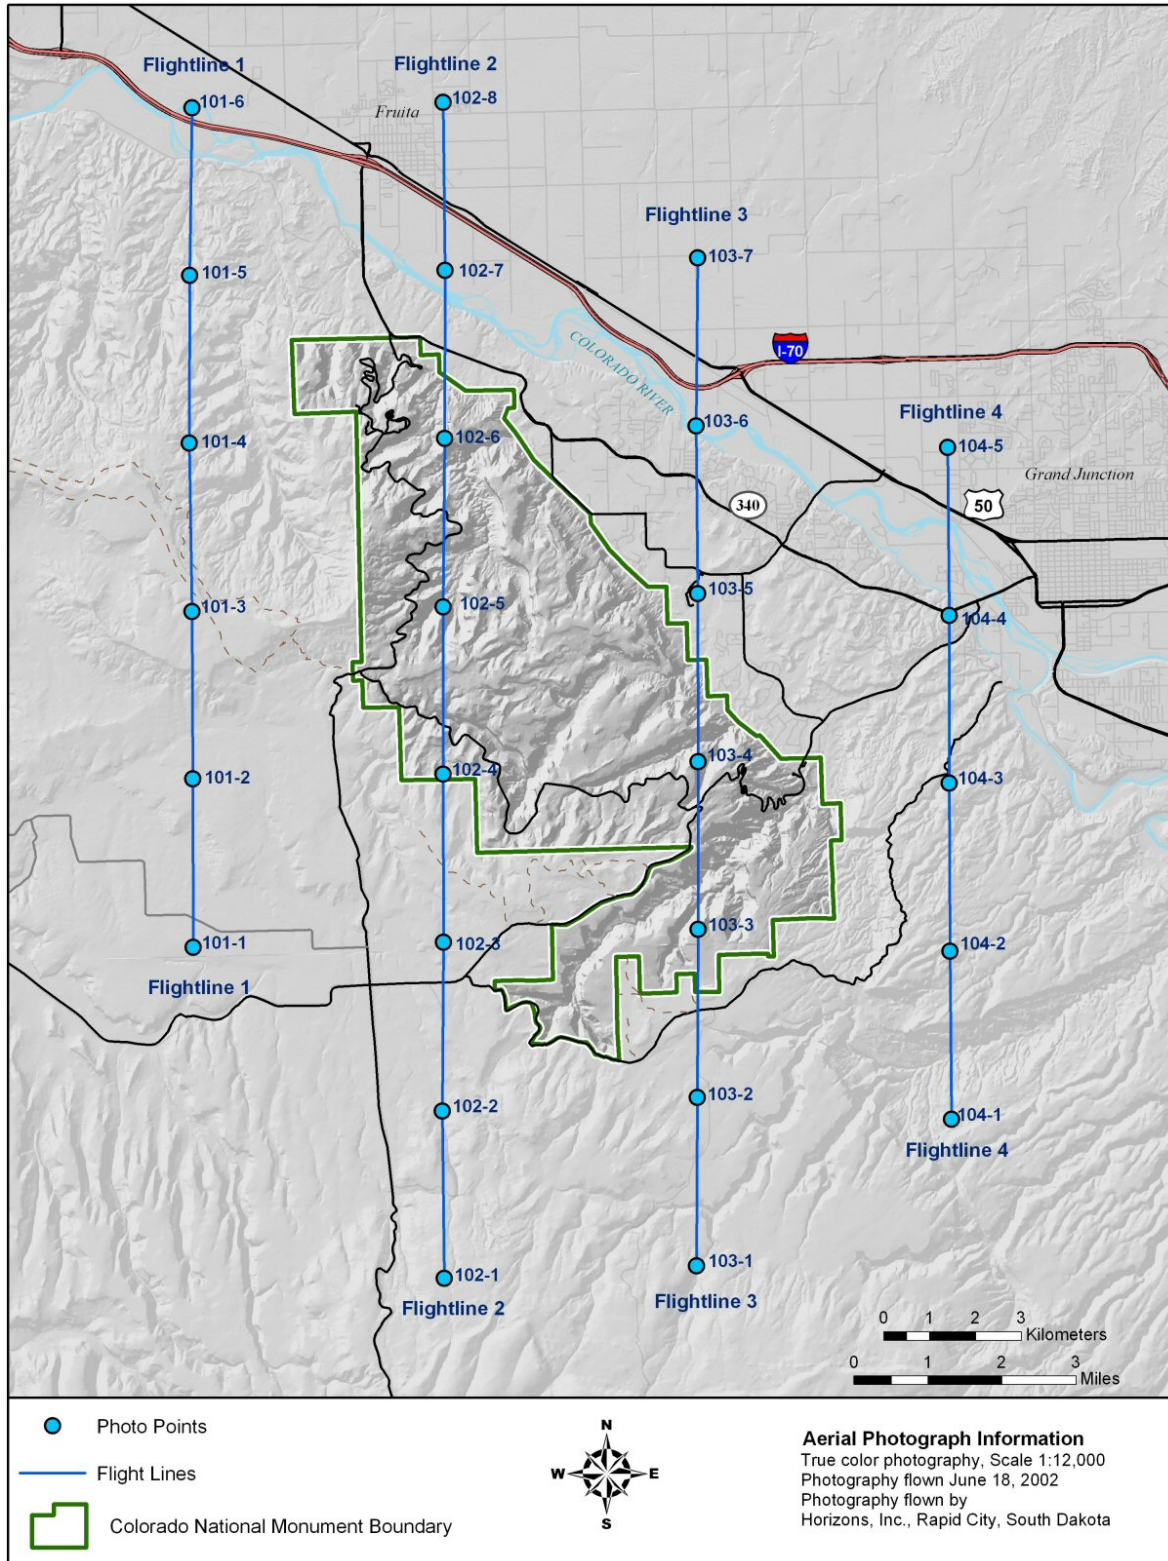 Flightline 1
101-6
Flightline 2
102-8
Fruita
Flightline 3
103-7
101-5
102-7
COLORADO RIVER
I-70
Flightline 4
103-6
104-5
101-4
102-6
Grand Junction
340
50
103-5
101-3
102-5
104-4
103-4
101-2
102-4
104-3
103-3
101-1
102-3
104-2
Flightline 1
103-2
102-2
104-1
Flightline 4
103-1
102-1
Flightline 3
Flightline 2
0 1 2 3
Kilometers
0 1 2 3
Miles
Photo Points
Flight Lines
Colorado National Monument Boundary
N
W E
S
Aerial Photograph Information
True color photography, Scale 1:12,000
Photography flown June 18, 2002
Photography flown by
Horizons, Inc., Rapid City, South Dakota